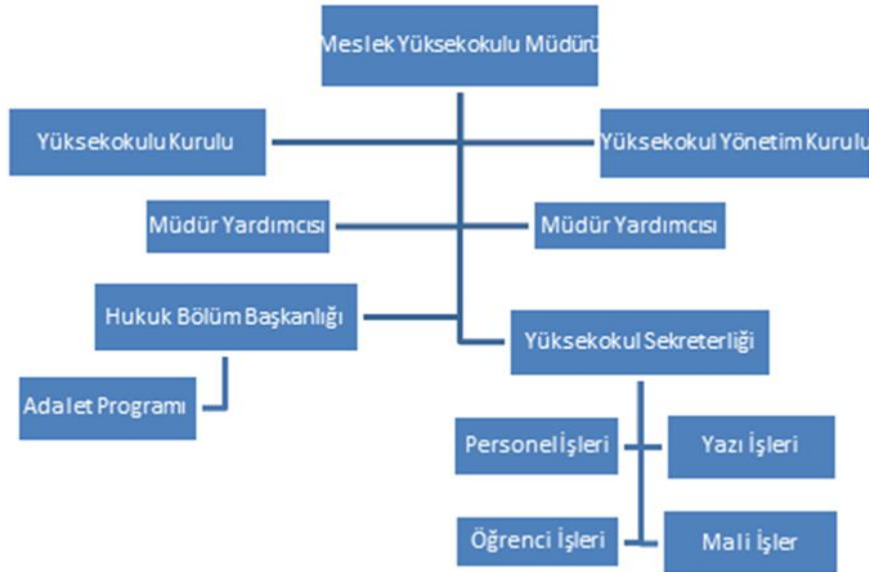 Meslek Yüksekokulu Müdürü
Yüksekokulu Kurulu
Yüksekokul Yönetim Kurulu
Müdür Yardımcısı
Müdür Yardımcısı
Hukuk Bölüm Başkanlığı
Yüksekokul Sekreterliği
Adalet Programı
Personel İşleri
Yazı İşleri
Öğrenci İşleri
Mali İşler